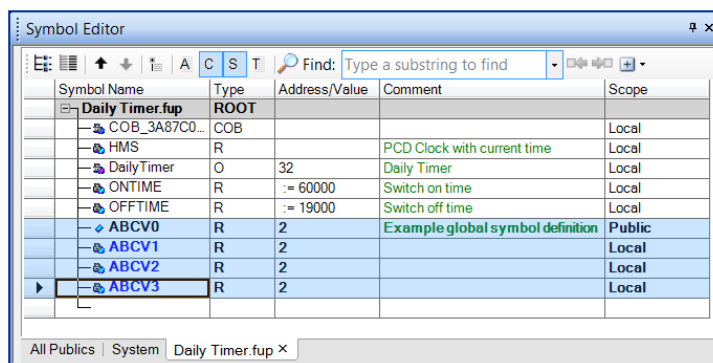 Symbol Editor
A C S T Find: Type a substring to find
Symbol Name Type Address/Value Comment Scope
Daily Timer.fup ROOT
COB_3A87C0... COB Local
HMS R PCD Clock with current time Local
DailyTimer O 32 Daily Timer Local
ONTIME R := 60000 Switch on time Local
OFFTIME R := 19000 Switch off time Local
ABCV0 R 2 Example global symbol definition Public
ABCV1 R 2 Local
ABCV2 R 2 Local
ABCV3 R 2 Local
All Publics System Daily Timer.fup ×